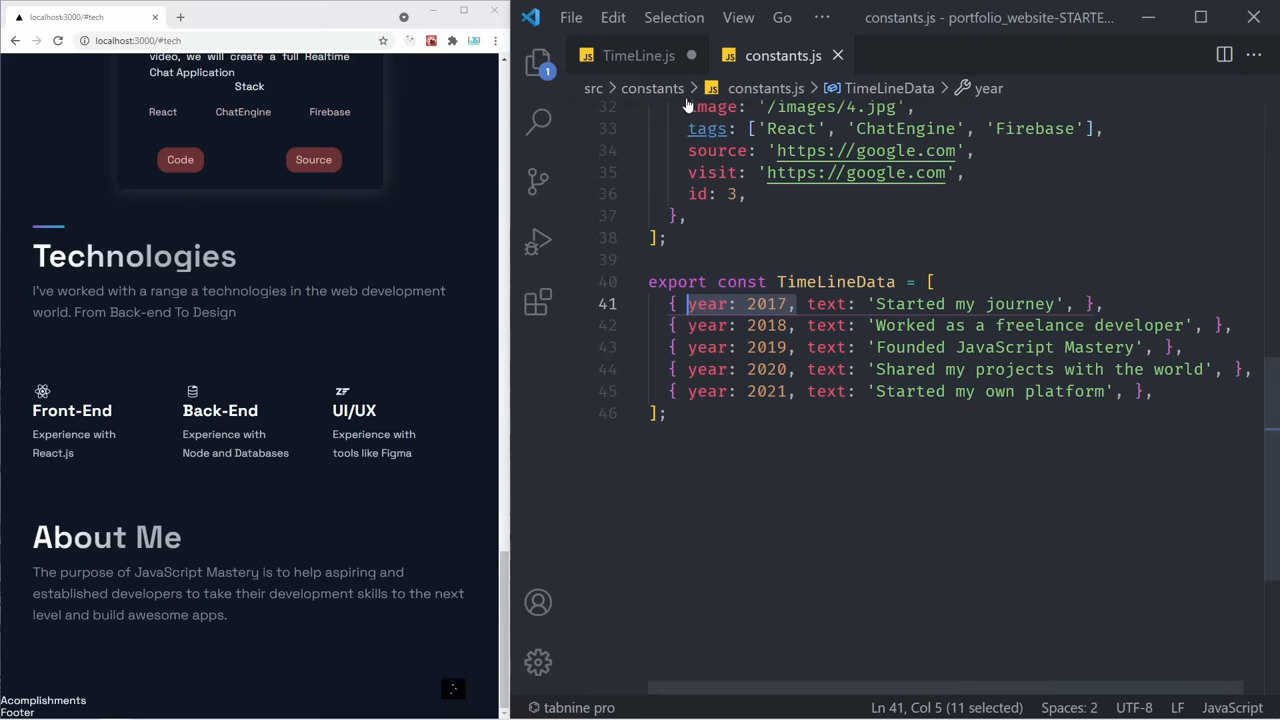 localhost:3000/#tech
localhost:3000/#tech
video, we will create a full Realtime
Chat Application
Stack
React ChatEngine Firebase
Code Source
Technologies
I've worked with a range a technologies in the web development
world. From Back-end To Design
Front-End
Experience with
React.js
Back-End
Experience with
Node and Databases
UI/UX
Experience with
tools like Figma
About Me
The purpose of JavaScript Mastery is to help aspiring and
established developers to take their development skills to the next
level and build awesome apps.
Acomplishments
Footer
File Edit Selection View Go ··· constants.js - portfolio_website-STARTE...
1
JS TimeLine.js
JS constants.js
src > constants > JS constants.js > TimeLineData > year
32 image: '/images/4.jpg',
33 tags: ['React', 'ChatEngine', 'Firebase'],
34 source: 'https://google.com',
35 visit: 'https://google.com',
36 id: 3,
37 },
38 ];
39
40 export const TimeLineData = [
41 { year: 2017, text: 'Started my journey', },
42 { year: 2018, text: 'Worked as a freelance developer', },
43 { year: 2019, text: 'Founded JavaScript Mastery', },
44 { year: 2020, text: 'Shared my projects with the world', },
45 { year: 2021, text: 'Started my own platform', },
46 ];
tabnine pro Ln 41, Col 5 (11 selected) Spaces: 2 UTF-8 LF JavaScript